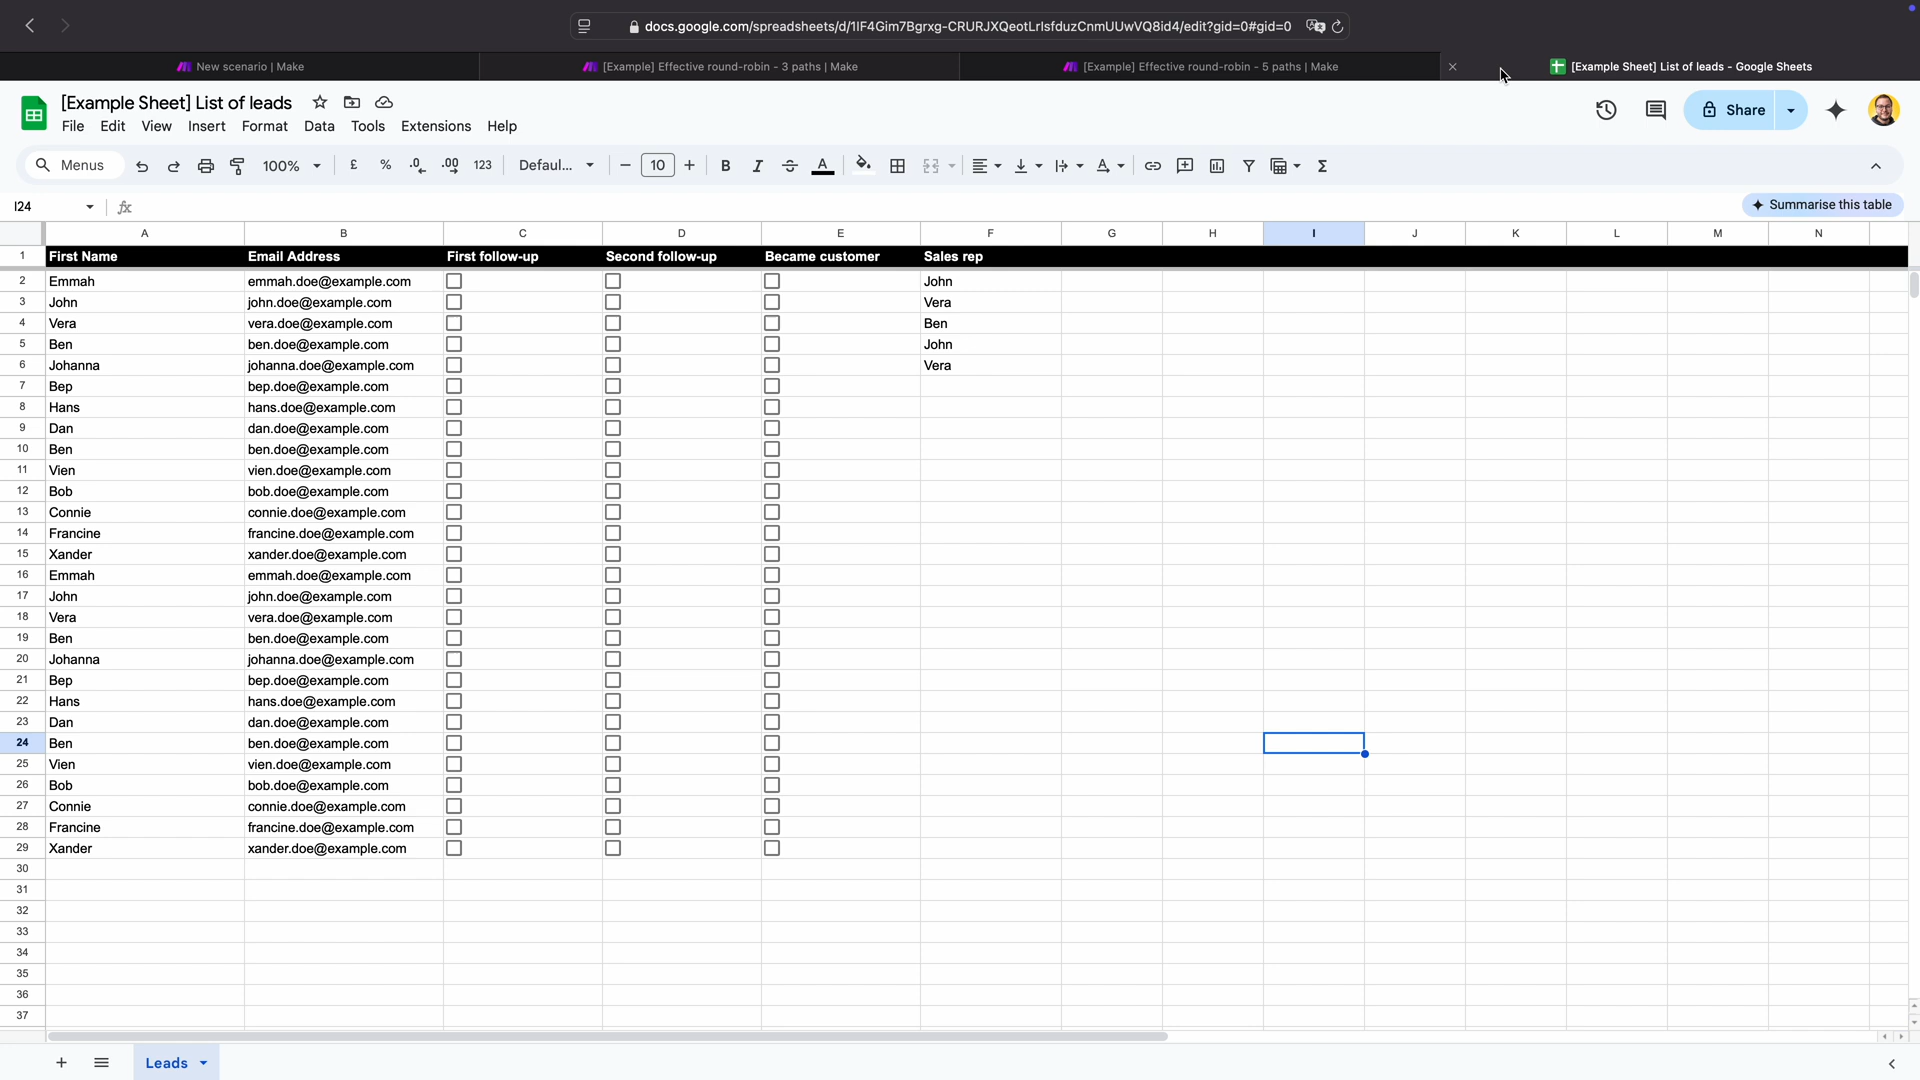 docs.google.com/spreadsheets/d/1IF4Gim7Bgrxg-CRURJXQeotLrIsfduzCnmUUwVQ8id4/edit?gid=0#gid=0
New scenario | Make
[Example] Effective round-robin - 3 paths | Make
[Example] Effective round-robin - 5 paths | Make
[Example Sheet] List of leads - Google Sheets
[Example Sheet] List of leads
File Edit View Insert Format Data Tools Extensions Help
Share
Menus 100% £ % .0 .00 123 Defaul... 10 B I S A Σ
I24 fx
Summarise this table
A B C D E F G H I J K L M N
1 First Name Email Address First follow-up Second follow-up Became customer Sales rep
2 Emmah emmah.doe@example.com John
3 John john.doe@example.com Vera
4 Vera vera.doe@example.com Ben
5 Ben ben.doe@example.com John
6 Johanna johanna.doe@example.com Vera
7 Bep bep.doe@example.com
8 Hans hans.doe@example.com
9 Dan dan.doe@example.com
10 Ben ben.doe@example.com
11 Vien vien.doe@example.com
12 Bob bob.doe@example.com
13 Connie connie.doe@example.com
14 Francine francine.doe@example.com
15 Xander xander.doe@example.com
16 Emmah emmah.doe@example.com
17 John john.doe@example.com
18 Vera vera.doe@example.com
19 Ben ben.doe@example.com
20 Johanna johanna.doe@example.com
21 Bep bep.doe@example.com
22 Hans hans.doe@example.com
23 Dan dan.doe@example.com
24 Ben ben.doe@example.com
25 Vien vien.doe@example.com
26 Bob bob.doe@example.com
27 Connie connie.doe@example.com
28 Francine francine.doe@example.com
29 Xander xander.doe@example.com
30
31
32
33
34
35
36
37
Leads